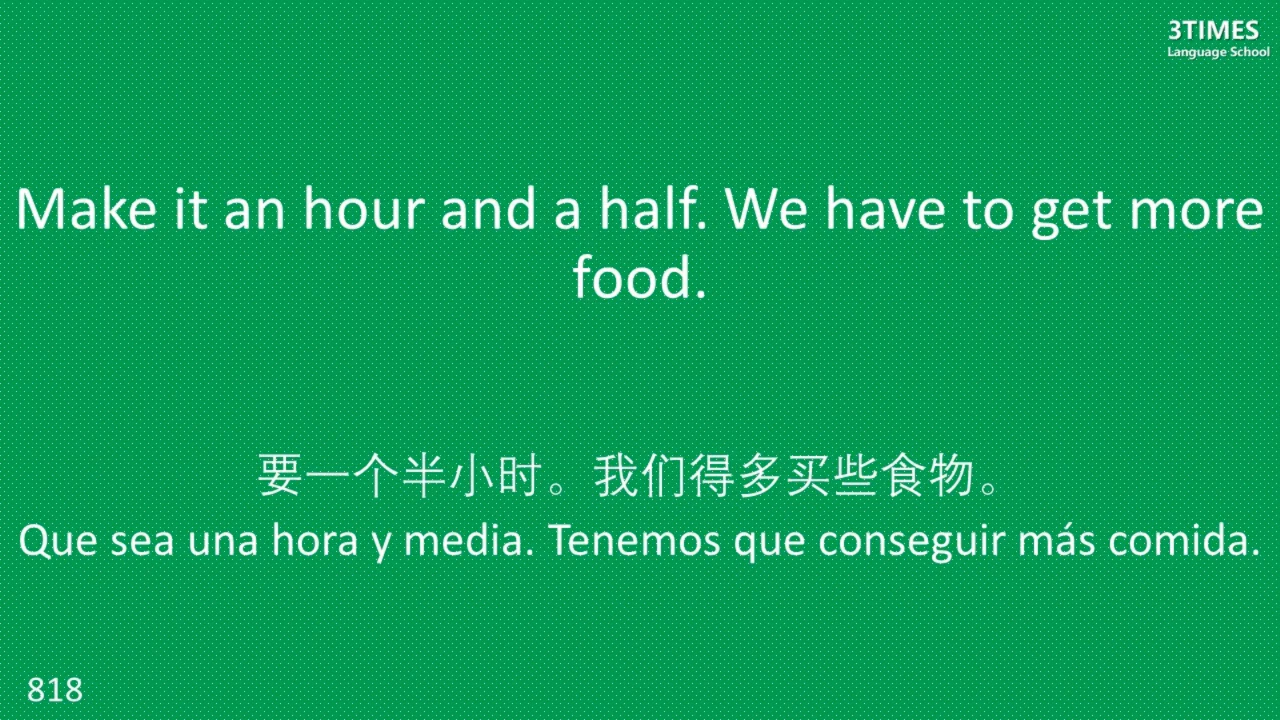 3TIMES
Language School
Make it an hour and a half. We have to get more
food.
要一个半小时。我们得多买些食物。
Que sea una hora y media. Tenemos que conseguir más comida.
818